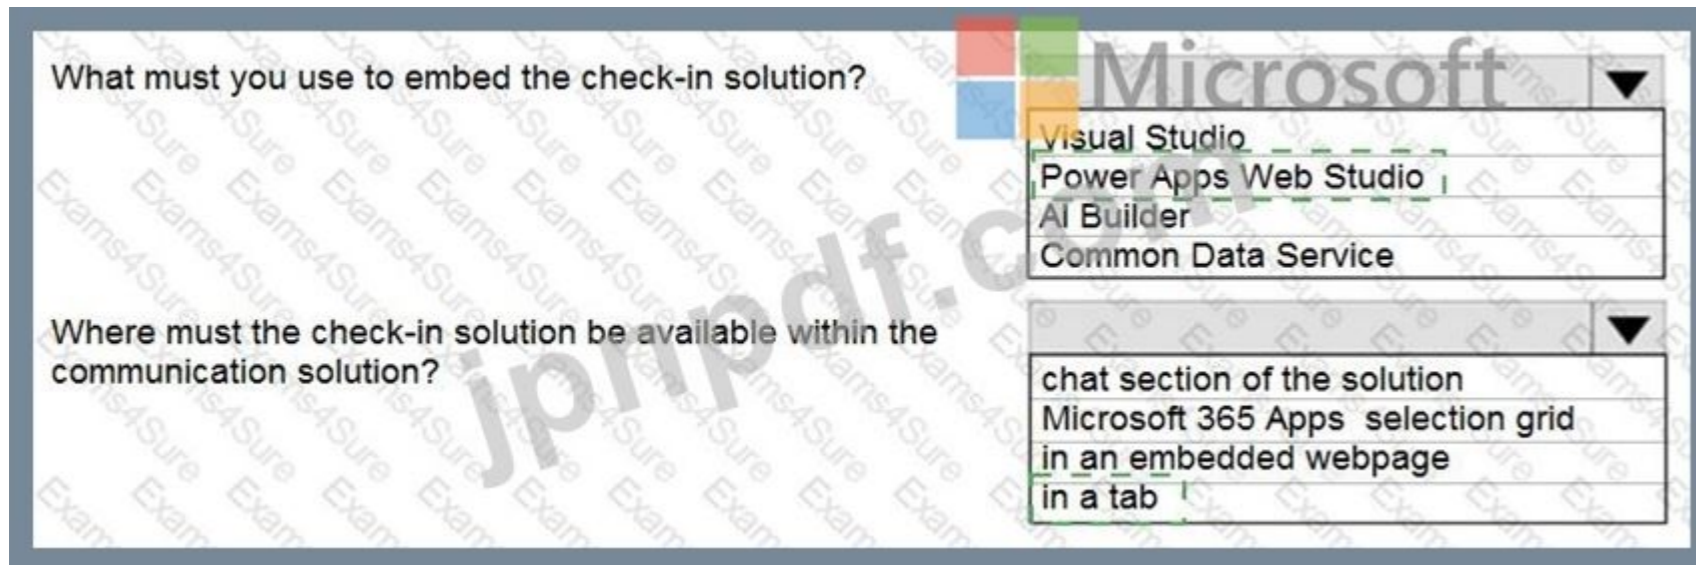 What must you use to embed the check-in solution?
Microsoft
Visual Studio
Power Apps Web Studio
AI Builder
Common Data Service
Where must the check-in solution be available within the
communication solution?
chat section of the solution
Microsoft 365 Apps selection grid
in an embedded webpage
in a tab
jpnpdf.com
Exams4Sure